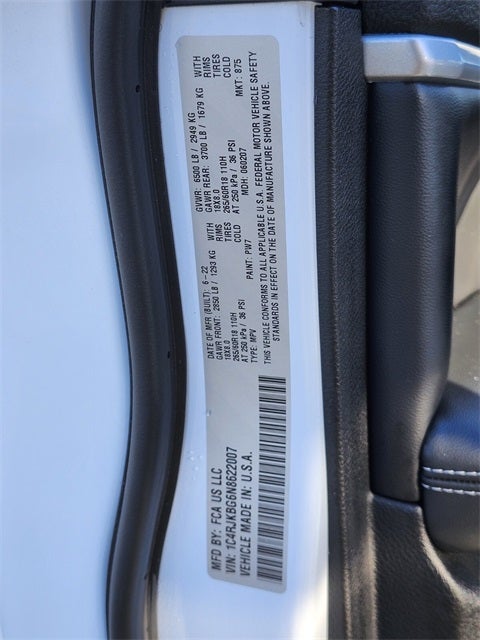 MFD BY: FCA US LLC
VIN: 1C4RJKBG6N8622007
VEHICLE MADE IN: U.S.A.
DATE OF MFR (BUILT): 6-22
GAWR FRONT: 2850 LB / 1293 KG WITH
18X8.0 RIMS
265/60R18 110H TIRES
AT 250 kPa / 36 PSI COLD
TYPE: MPV PAINT: PW7
GVWR: 6500 LB / 2949 KG
GAWR REAR: 3700 LB / 1679 KG WITH
18X8.0 RIMS
265/60R18 110H TIRES
AT 250 kPa / 36 PSI COLD
MDH: 060207 MKT: 875
THIS VEHICLE CONFORMS TO ALL APPLICABLE U.S.A. FEDERAL MOTOR VEHICLE SAFETY
STANDARDS IN EFFECT ON THE DATE OF MANUFACTURE SHOWN ABOVE.